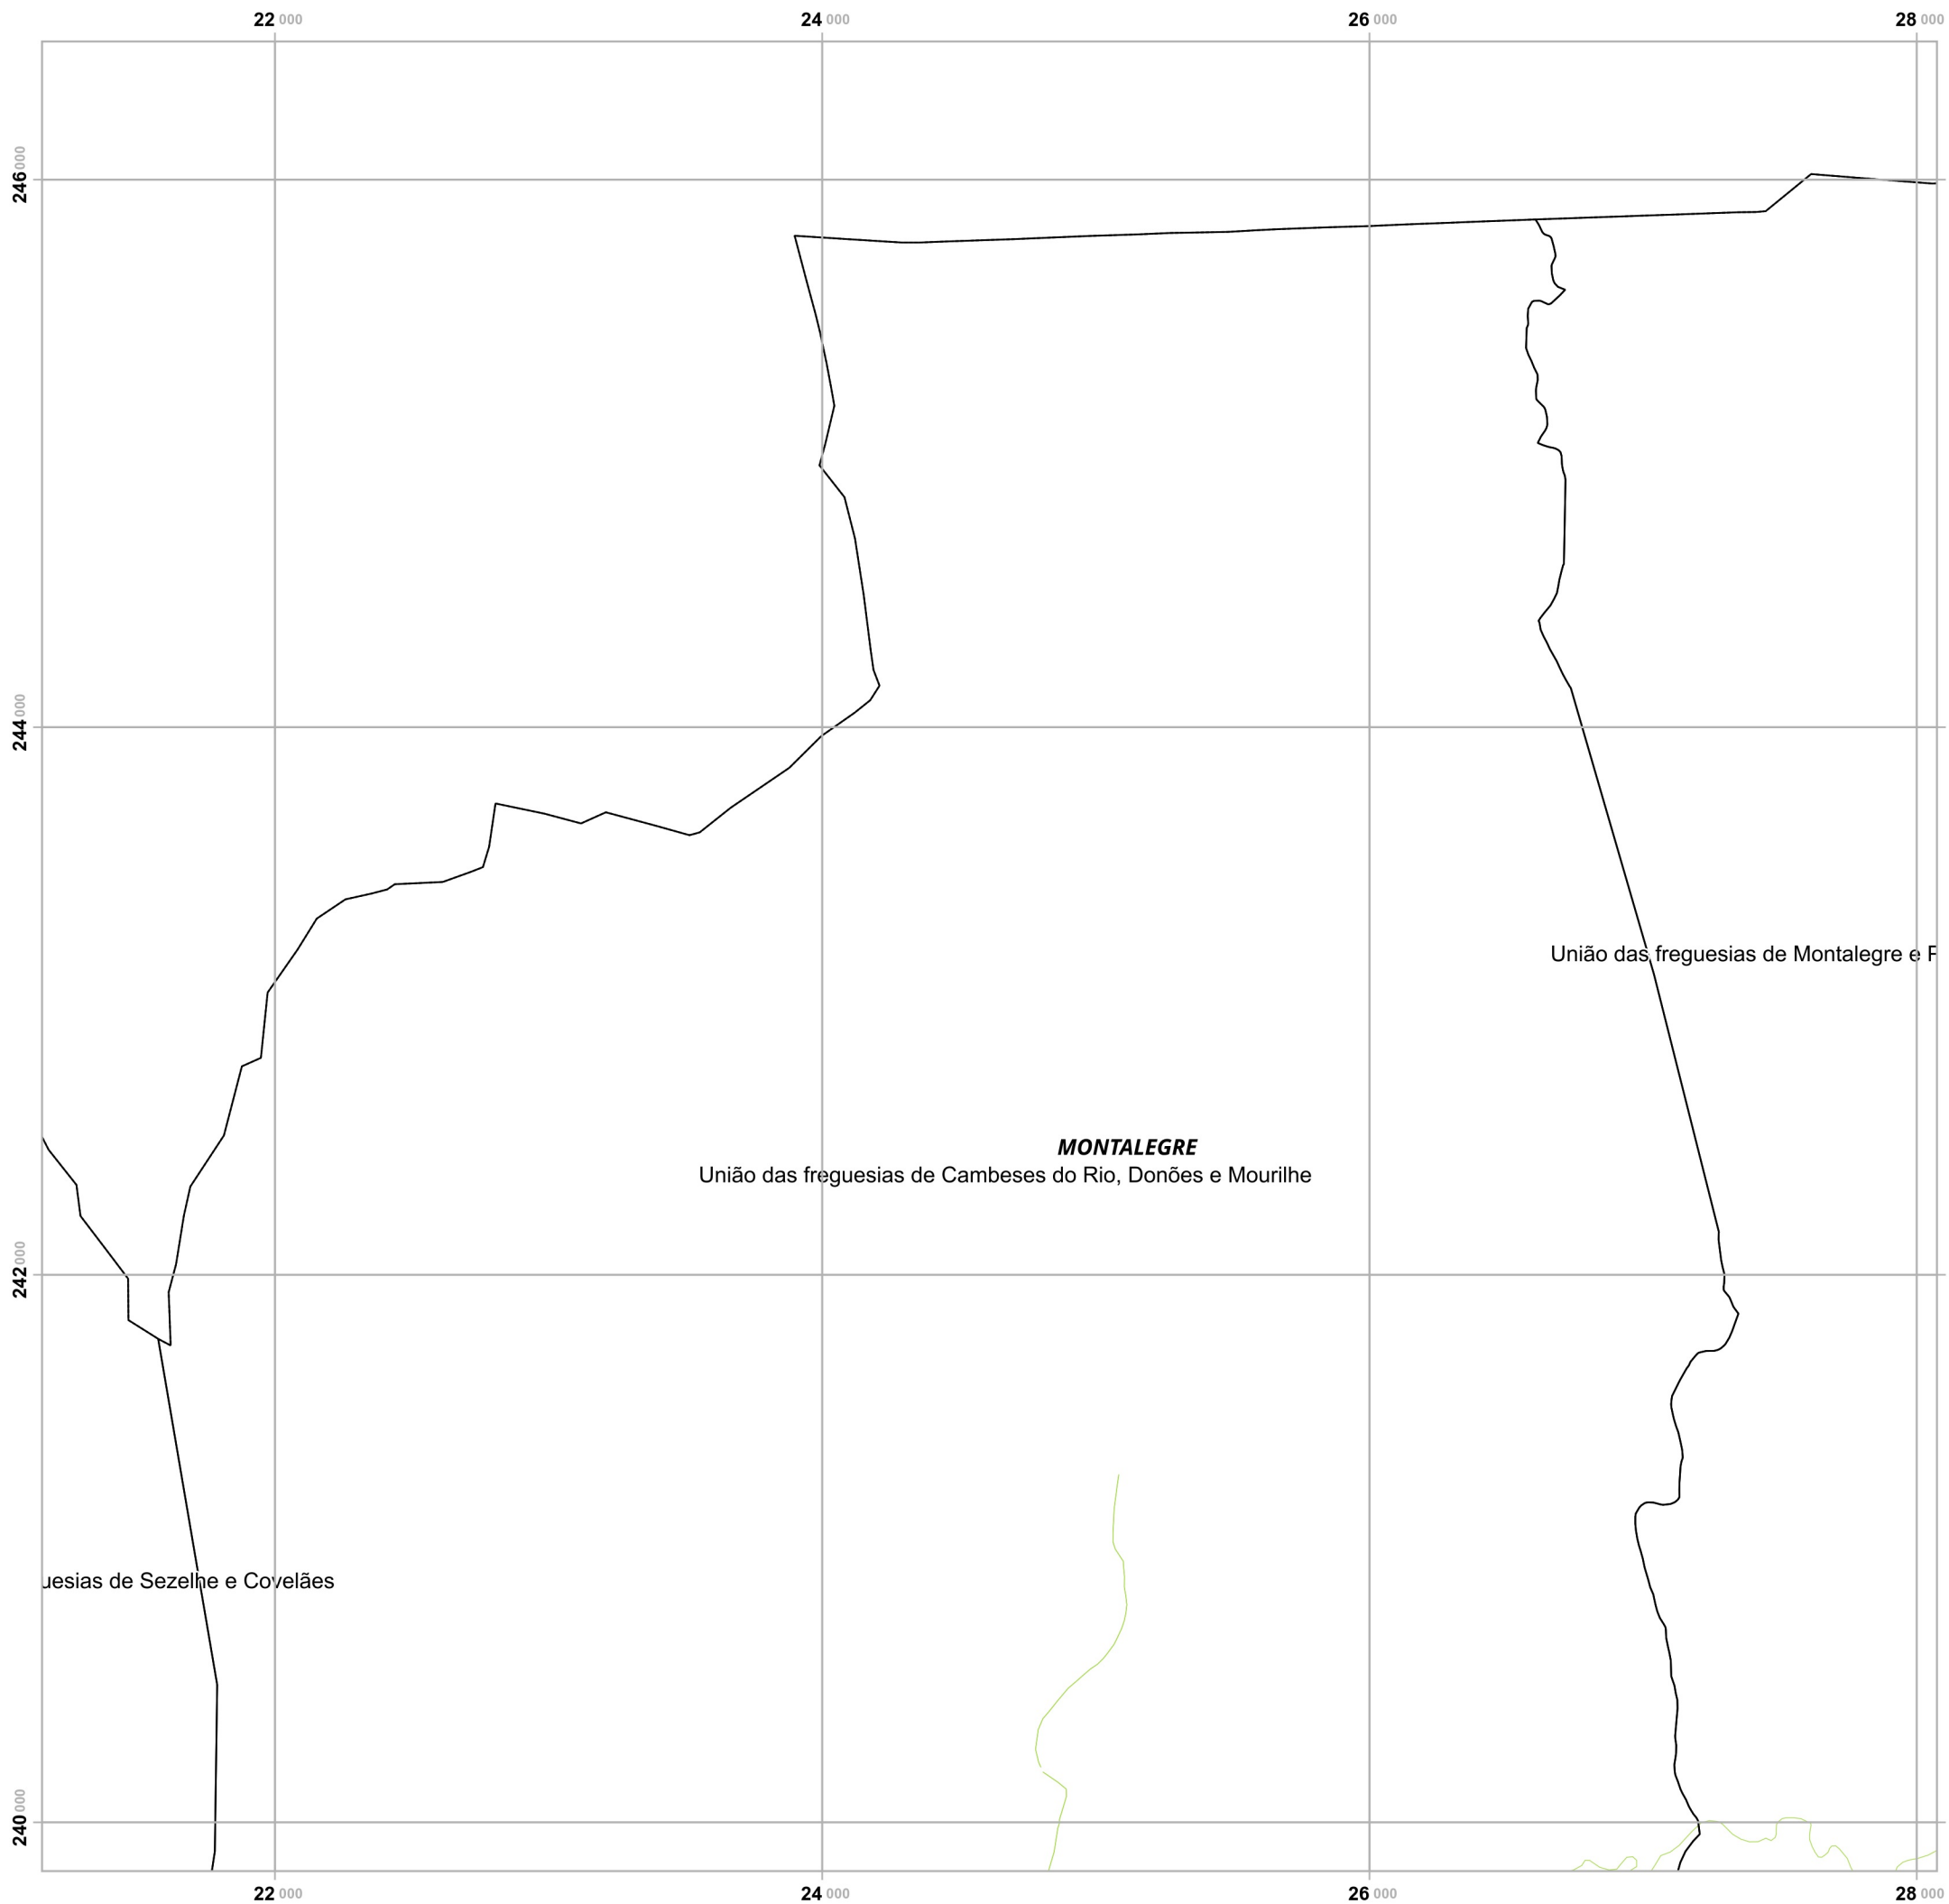 22 000 24 000 26 000 28 000
246 000
244 000
União das freguesias de Montalegre e
MONTALEGRE
União das freguesias de Cambeses do Rio, Donões e Mourilhe
242 000
uesias de Sezelhe e Covelães
240 000
22 000 24 000 26 000 28 000